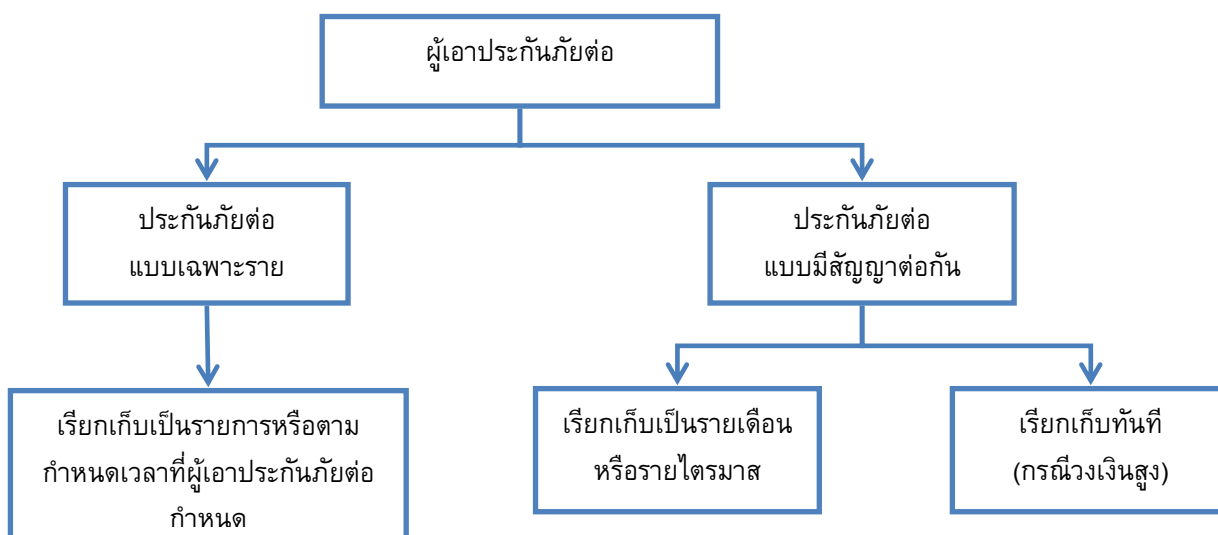 ผู้เอาประกันภัยต่อ
ประกันภัยต่อ
แบบเฉพาะราย
ประกันภัยต่อ
แบบมีสัญญาต่อกัน
เรียกเก็บเป็นรายการหรือตาม
กำหนดเวลาที่ผู้เอาประกันภัยต่อ
กำหนด
เรียกเก็บเป็นรายเดือน
หรือรายไตรมาส
เรียกเก็บทันที
(กรณีวงเงินสูง)